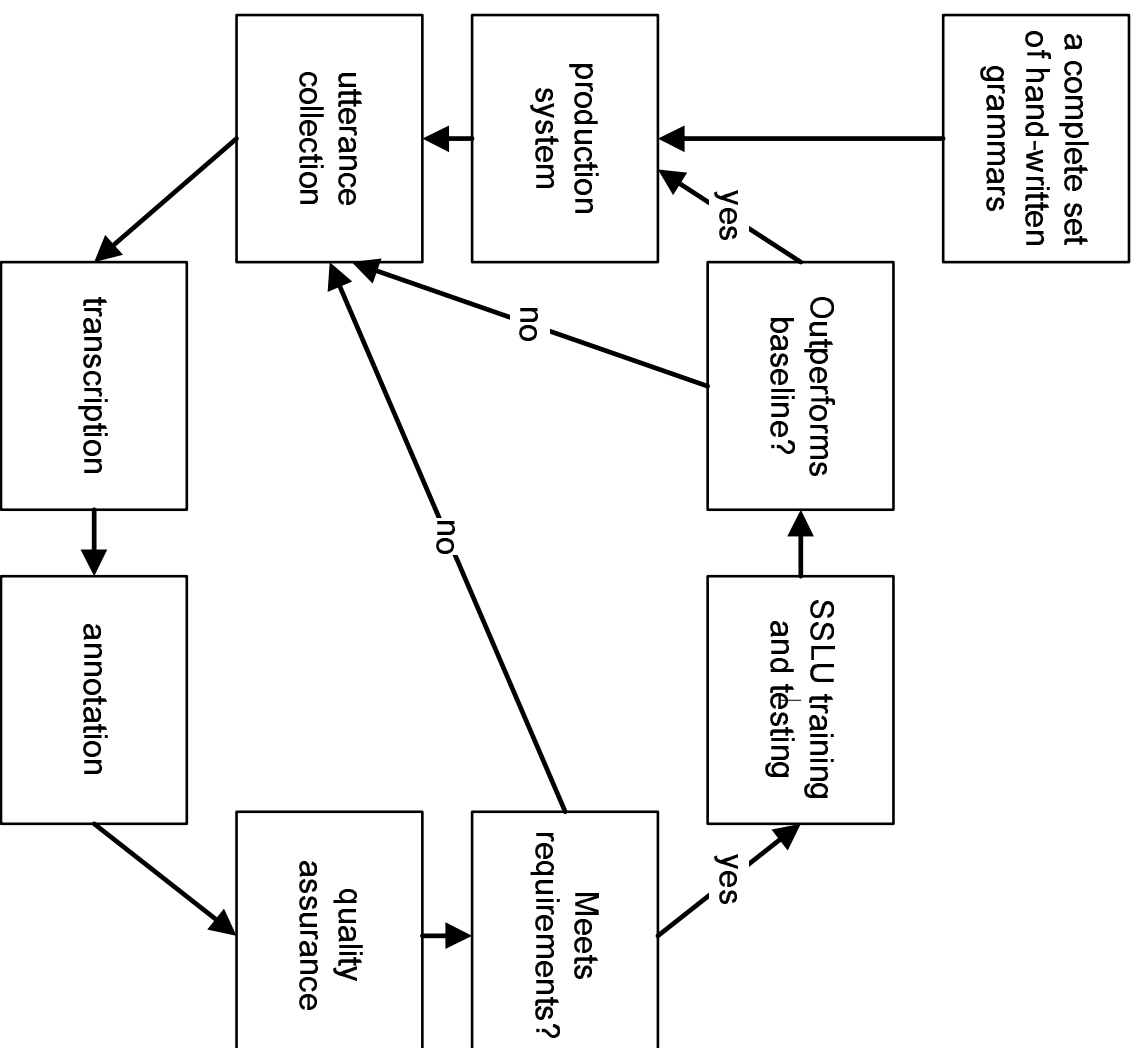 a complete set
of hand-written
grammars
production
system
utterance
collection
yes
Outperforms
baseline?
no
transcription
no
SSLU training
and testing
annotation
yes
Meets
requirements?
quality
assurance